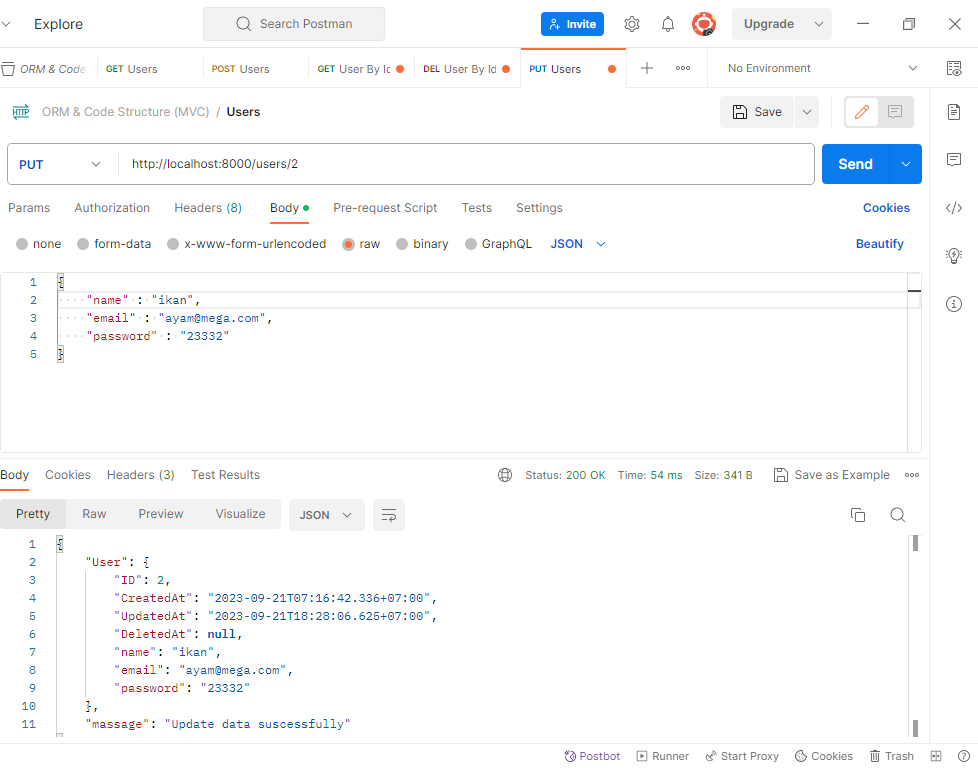 Explore
Search Postman
Invite
Upgrade
ORM & Code
GET Users
POST Users
GET User By Ic
DEL User By Id
PUT Users
No Environment
HTTP ORM & Code Structure (MVC) / Users
Save
PUT
http://localhost:8000/users/2
Send
Params Authorization Headers (8) Body Pre-request Script Tests Settings Cookies
none form-data x-www-form-urlencoded raw binary GraphQL JSON Beautify
1 {
2 "name" : "ikan",
3 "email" : "ayam@mega.com",
4 "password" : "23332"
5 }
Body Cookies Headers (3) Test Results Status: 200 OK Time: 54 ms Size: 341 B Save as Example
Pretty Raw Preview Visualize JSON
1 {
2 "User": {
3 "ID": 2,
4 "CreatedAt": "2023-09-21T07:16:42.336+07:00",
5 "UpdatedAt": "2023-09-21T18:28:06.625+07:00",
6 "DeletedAt": null,
7 "name": "ikan",
8 "email": "ayam@mega.com",
9 "password": "23332"
10 },
11 "massage": "Update data suscessfully"
Postbot Runner Start Proxy Cookies Trash